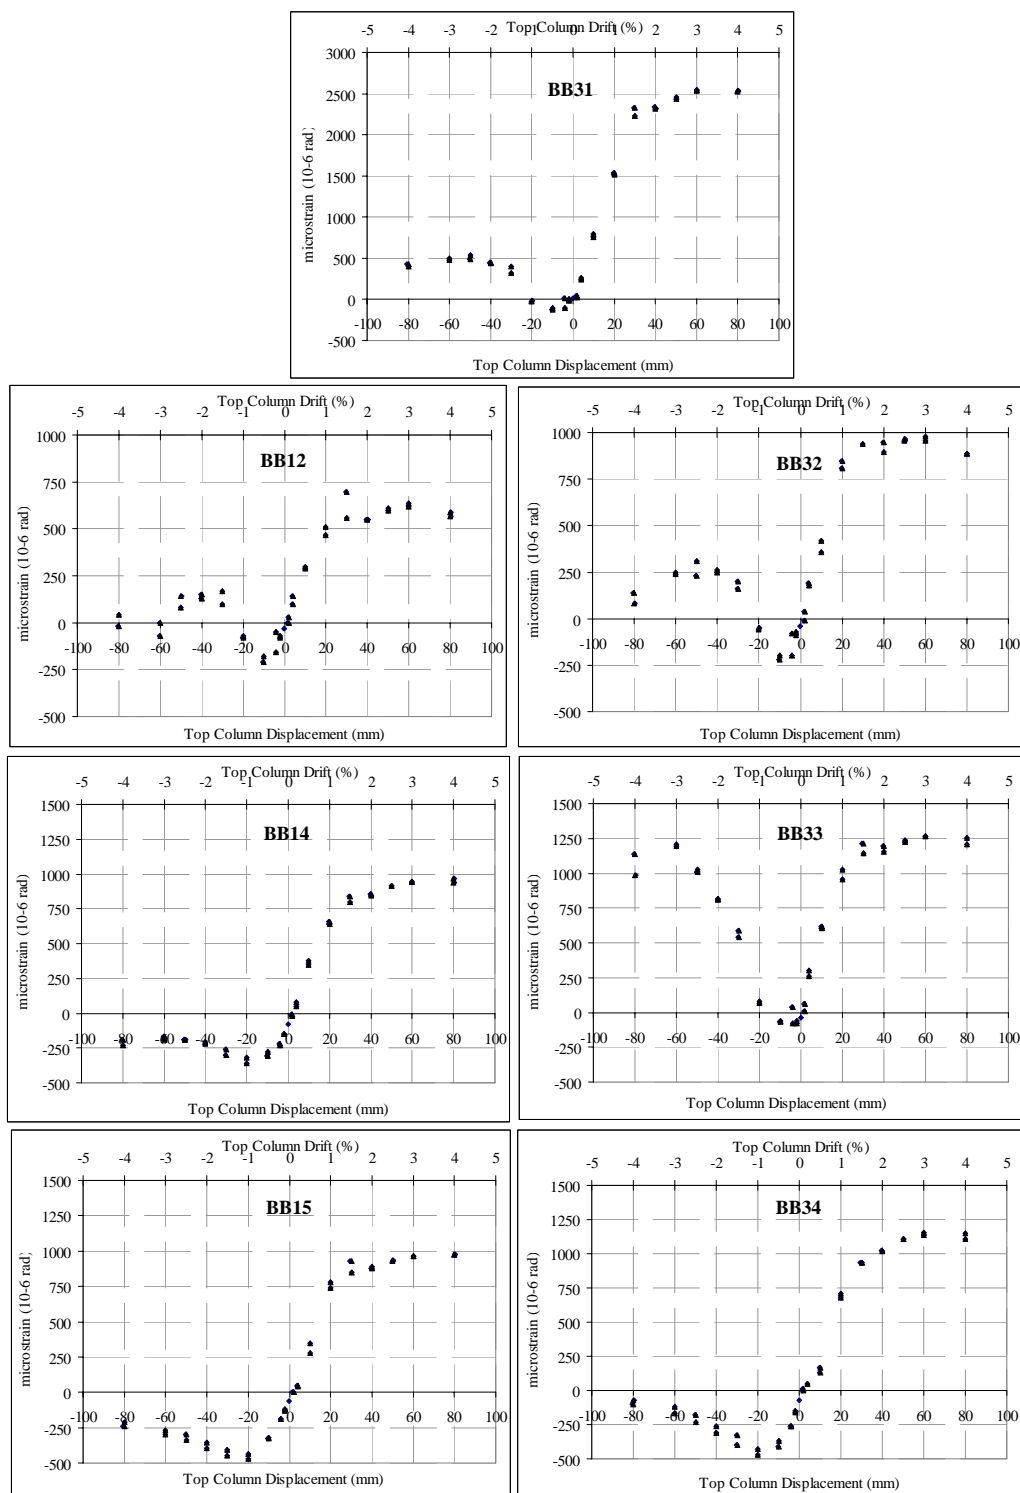 Top Column Drift (%)
-5 -4 -3 -2 -1 0 1 2 3 4 5
BB31
microstrain (10-6 rad)
3000
2500
2000
1500
1000
500
0
-500
-100 -80 -60 -40 -20 0 20 40 60 80 100
Top Column Displacement (mm)
Top Column Drift (%)
-5 -4 -3 -2 -1 0 1 2 3 4 5
BB12
microstrain (10-6 rad)
1000
750
500
250
0
-250
-500
-100 -80 -60 -40 -20 0 20 40 60 80 100
Top Column Displacement (mm)
Top Column Drift (%)
-5 -4 -3 -2 -1 0 1 2 3 4 5
BB32
microstrain (10-6 rad)
1000
750
500
250
0
-250
-500
-100 -80 -60 -40 -20 0 20 40 60 80 100
Top Column Displacement (mm)
Top Column Drift (%)
-5 -4 -3 -2 -1 0 1 2 3 4 5
BB14
microstrain (10-6 rad)
1500
1250
1000
750
500
250
0
-250
-500
-100 -80 -60 -40 -20 0 20 40 60 80 100
Top Column Displacement (mm)
Top Column Drift (%)
-5 -4 -3 -2 -1 0 1 2 3 4 5
BB33
microstrain (10-6 rad)
1500
1250
1000
750
500
250
0
-250
-500
-100 -80 -60 -40 -20 0 20 40 60 80 100
Top Column Displacement (mm)
Top Column Drift (%)
-5 -4 -3 -2 -1 0 1 2 3 4 5
BB15
microstrain (10-6 rad)
1500
1250
1000
750
500
250
0
-250
-500
-100 -80 -60 -40 -20 0 20 40 60 80 100
Top Column Displacement (mm)
Top Column Drift (%)
-5 -4 -3 -2 -1 0 1 2 3 4 5
BB34
microstrain (10-6 rad)
1500
1250
1000
750
500
250
0
-250
-500
-100 -80 -60 -40 -20 0 20 40 60 80 100
Top Column Displacement (mm)